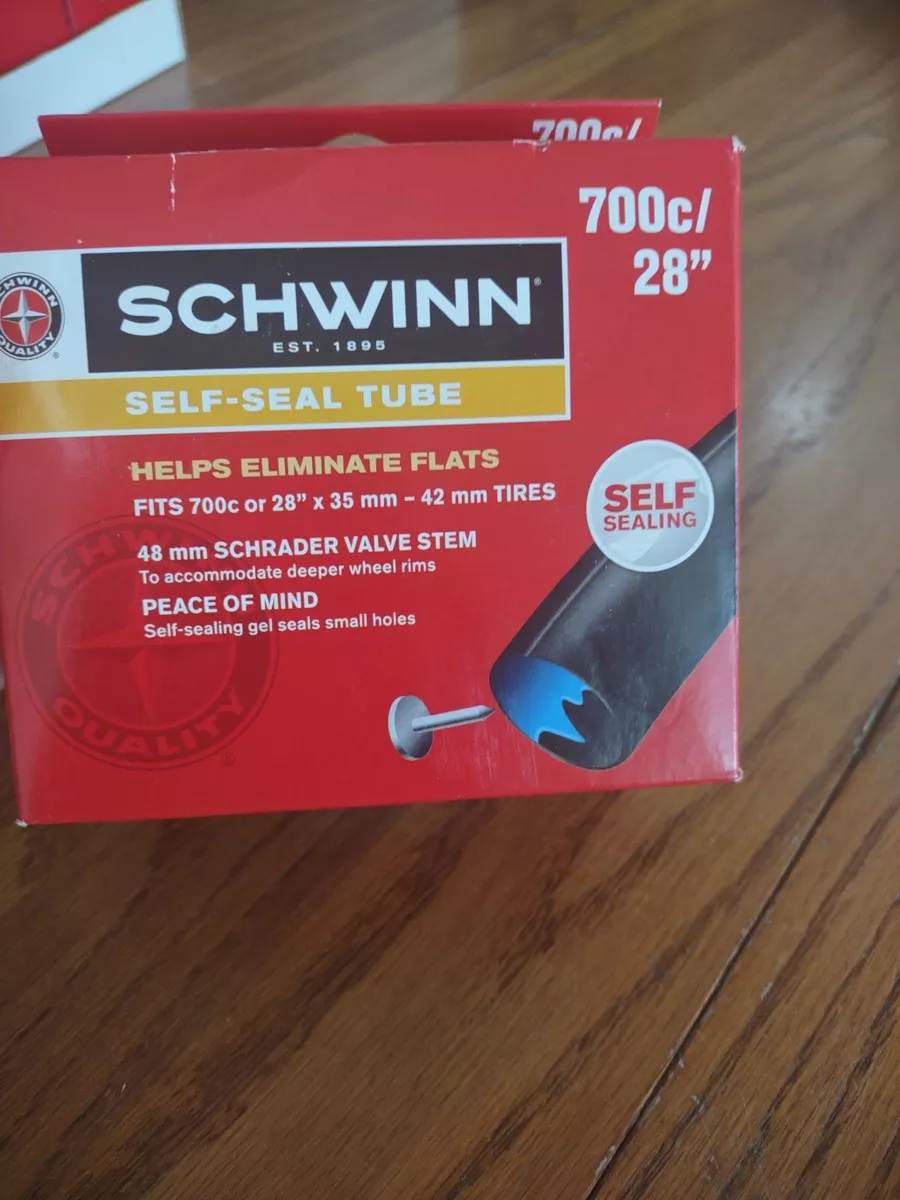 700c/
700c/
28”
SCHWINN
QUALITY
®
SCHWINN®
EST. 1895
SELF-SEAL TUBE
HELPS ELIMINATE FLATS
FITS 700c or 28” x 35 mm – 42 mm TIRES
SELF
SEALING
48 mm SCHRADER VALVE STEM
To accommodate deeper wheel rims
PEACE OF MIND
Self-sealing gel seals small holes
SCHWINN
QUALITY
®